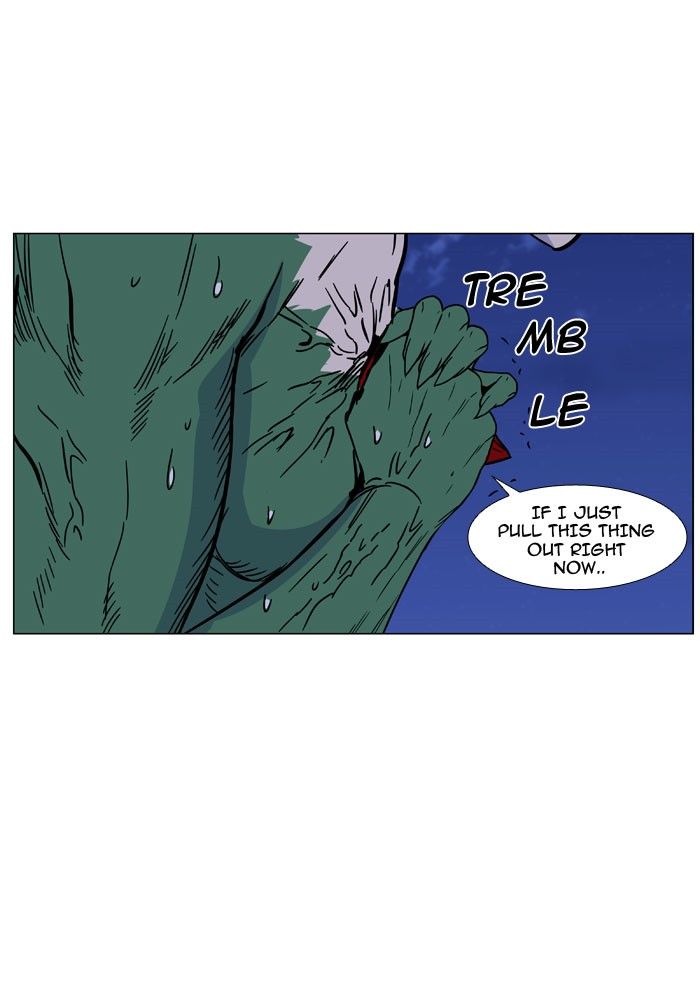 TRE
MB
LE
IF I JUST
PULL THIS THING
OUT RIGHT
NOW..